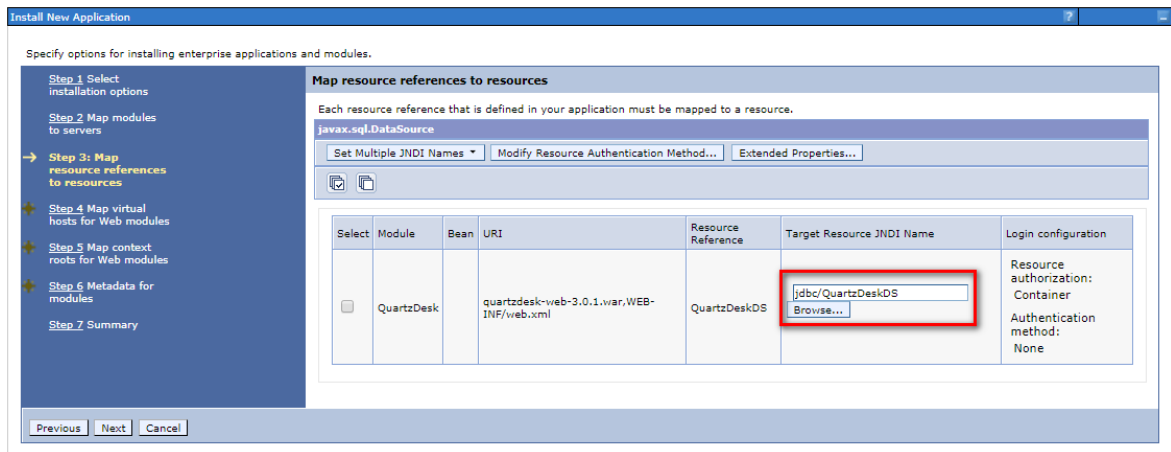 Install New Application
?
Specify options for installing enterprise applications and modules.
Step 1 Select
installation options
Step 2 Map modules
to servers
Step 3: Map
resource references
to resources
Step 4 Map virtual
hosts for Web modules
Step 5 Map context
roots for Web modules
Step 6 Metadata for
modules
Step 7 Summary
Map resource references to resources
Each resource reference that is defined in your application must be mapped to a resource.
javax.sql.DataSource
Set Multiple JNDI Names
Modify Resource Authentication Method...
Extended Properties...
Select
Module
Bean
URI
Resource
Reference
Target Resource JNDI Name
Login configuration
QuartzDesk
quartzdesk-web-3.0.1.war,WEB-
INF/web.xml
QuartzDeskDS
jdbc/QuartzDeskDS
Browse...
Resource
authorization:
Container
Authentication
method:
None
Previous
Next
Cancel